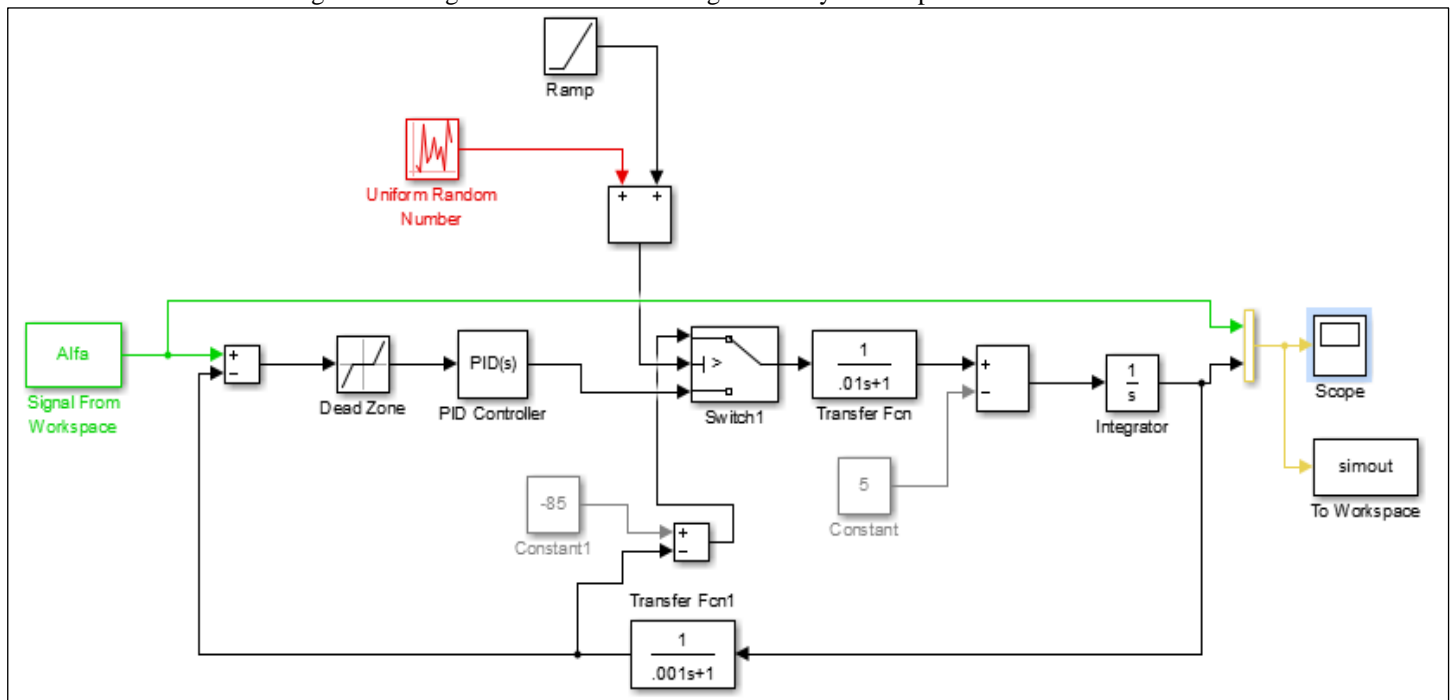 Ramp
Uniform Random
Number
+ +
Alfa
Signal From
Workspace
+
−
Dead Zone
PID(s)
PID Controller
>
Switch1
1
.01s+1
Transfer Fcn
+
−
1
s
Integrator
Scope
simout
To Workspace
5
Constant
-85
Constant1
+
−
Transfer Fcn1
1
.001s+1